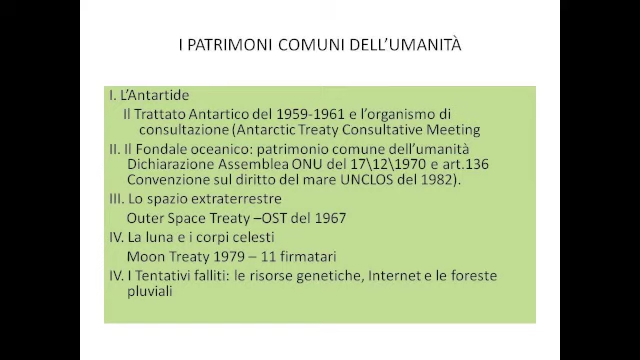 I PATRIMONI COMUNI DELL'UMANITÀ
I. L'Antartide
Il Trattato Antartico del 1959-1961 e l'organismo di
consultazione (Antarctic Treaty Consultative Meeting
II. Il Fondale oceanico: patrimonio comune dell'umanità
Dichiarazione Assemblea ONU del 17\12\1970 e art.136
Convenzione sul diritto del mare UNCLOS del 1982).
III. Lo spazio extraterrestre
Outer Space Treaty –OST del 1967
IV. La luna e i corpi celesti
Moon Treaty 1979 – 11 firmatari
IV. I Tentativi falliti: le risorse genetiche, Internet e le foreste
pluviali